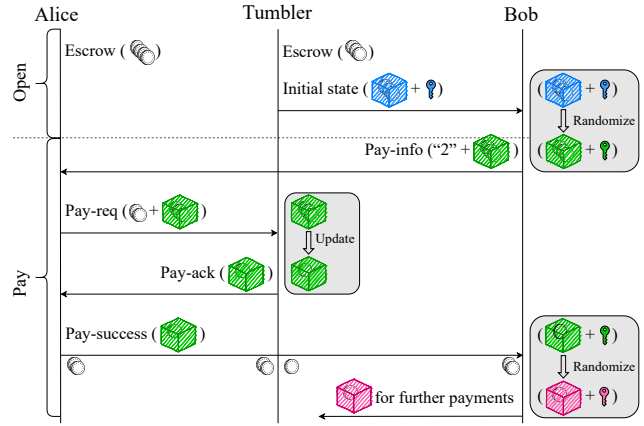 Alice Tumbler Bob
Open
Escrow ( )
Escrow ( )
Initial state ( + )
( + )
Randomize
( + )
Pay
Pay-info (“2” + )
Pay-req ( + )
Update
Pay-ack ( )
Pay-success ( )
( + )
Randomize
( + )
for further payments